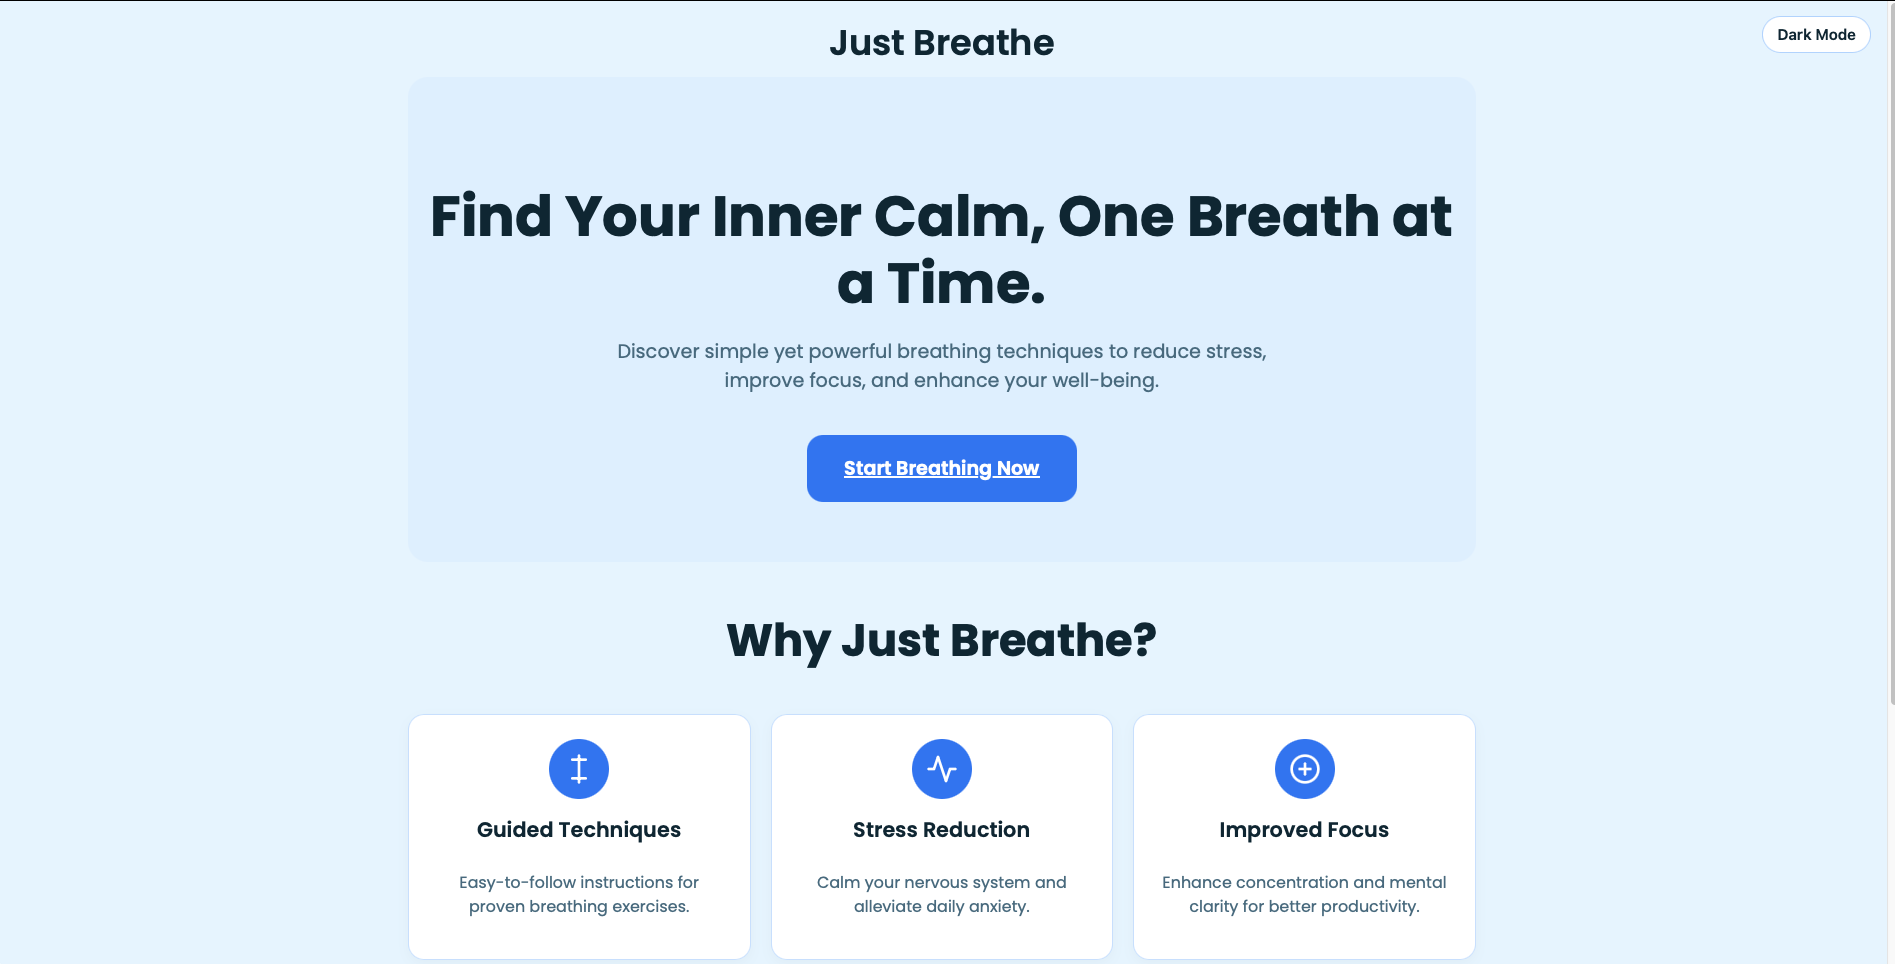 Just Breathe
Dark Mode
Find Your Inner Calm, One Breath at
a Time.
Discover simple yet powerful breathing techniques to reduce stress,
improve focus, and enhance your well-being.
Start Breathing Now
Why Just Breathe?
Guided Techniques
Easy-to-follow instructions for
proven breathing exercises.
Stress Reduction
Calm your nervous system and
alleviate daily anxiety.
Improved Focus
Enhance concentration and mental
clarity for better productivity.